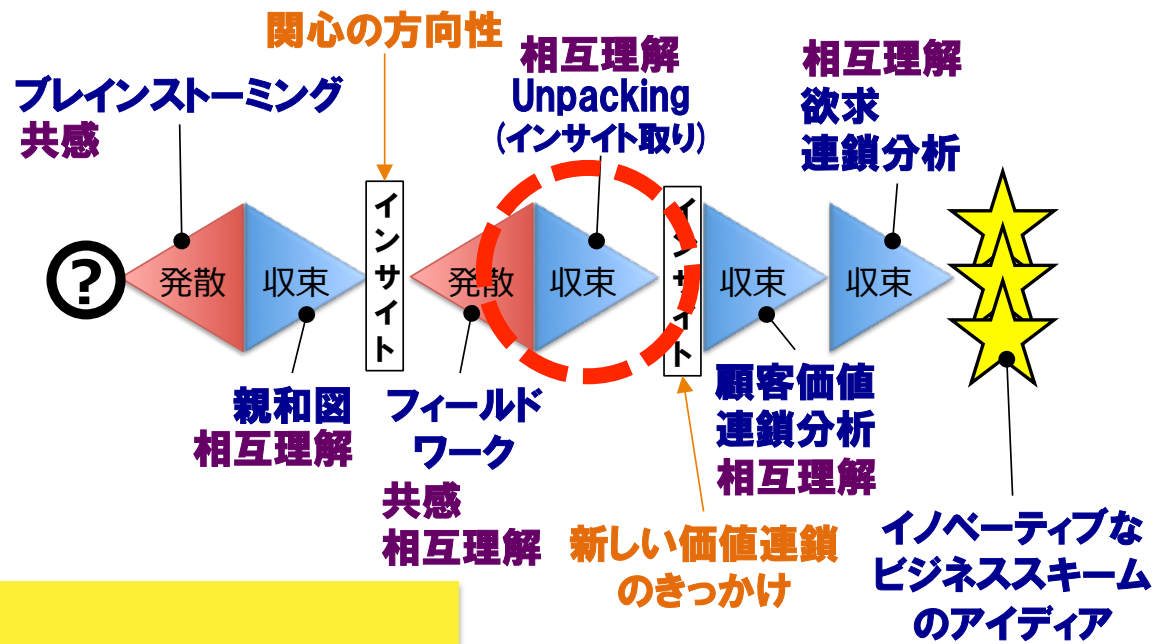 関心の方向性
ブレインストーミング
共感
相互理解
Unpacking
(インサイト取り)
相互理解
欲求
連鎖分析
?
発散
収束
インサイト
発散
収束
インサイト
収束
収束
親和図
相互理解
フィールド
ワーク
共感
相互理解
新しい価値連鎖
のきっかけ
顧客価値
連鎖分析
相互理解
イノベーティブな
ビジネススキーム
のアイディア